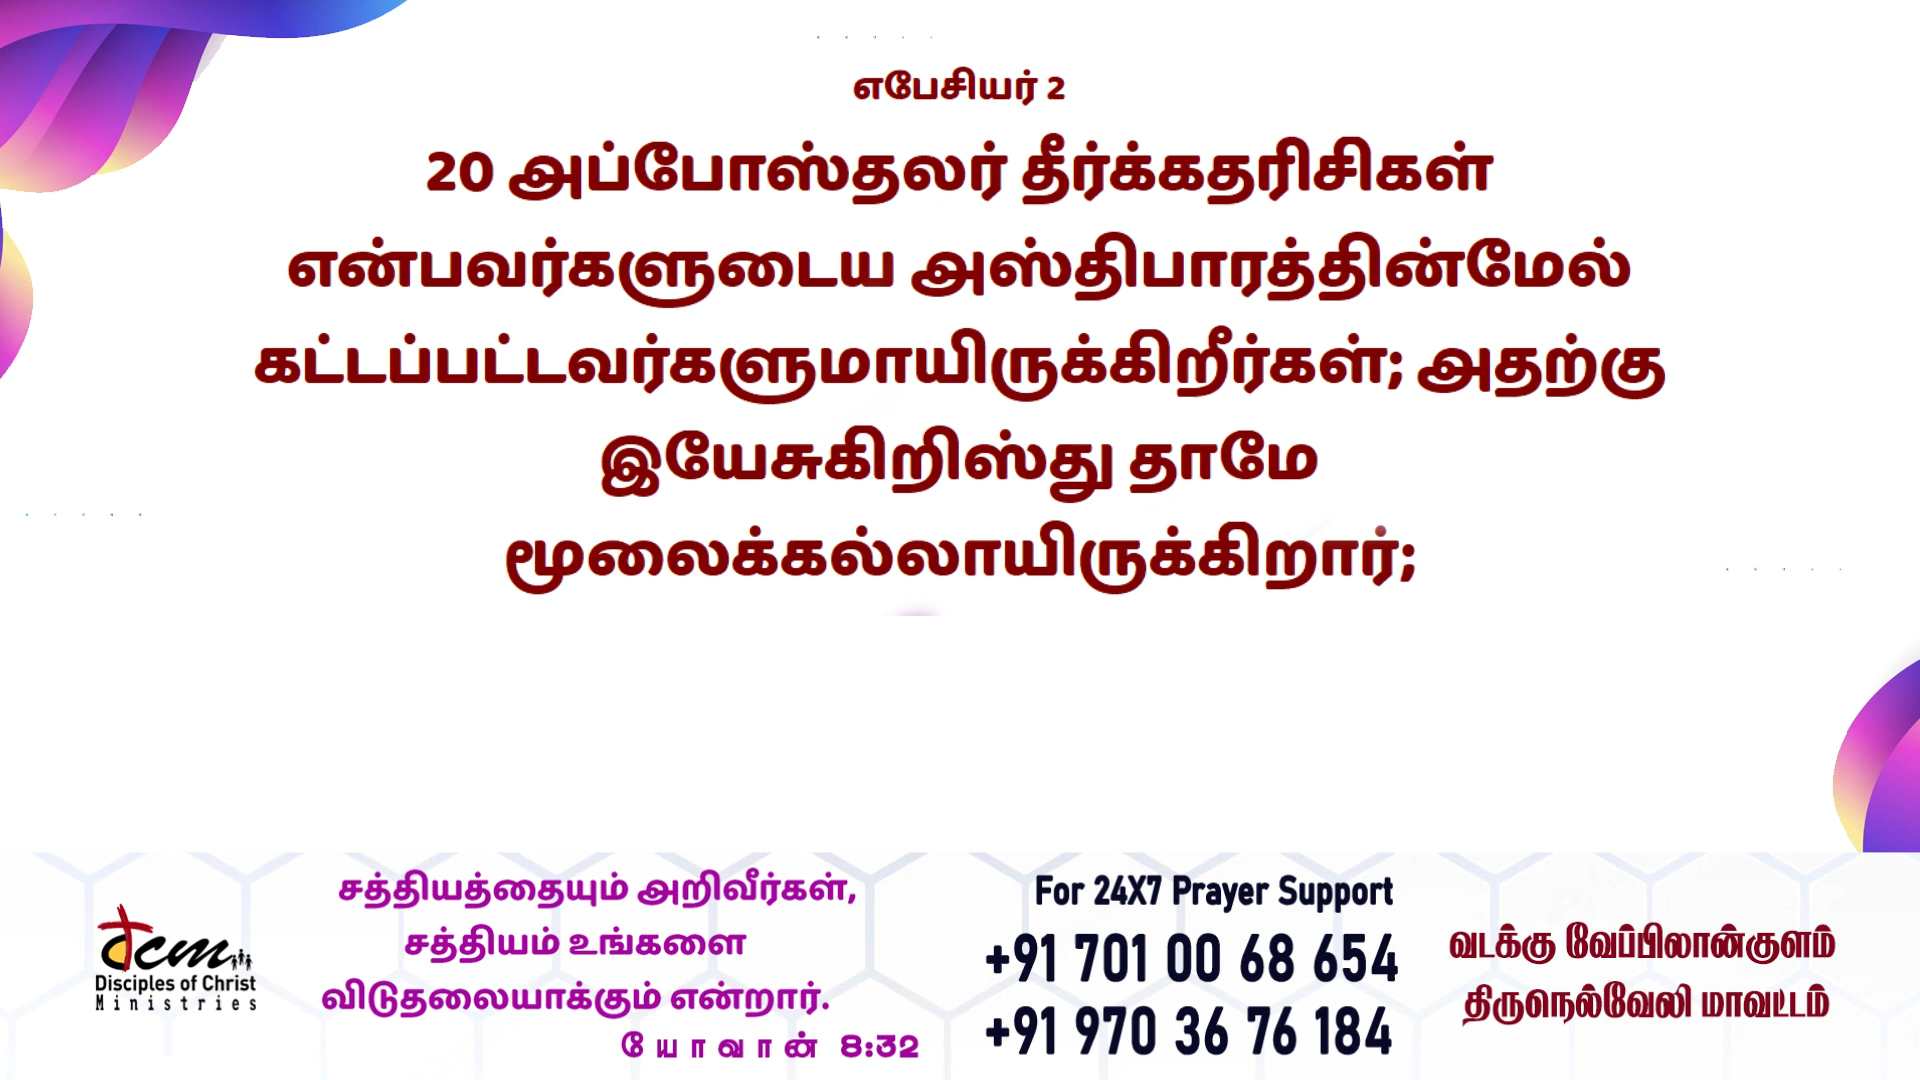 எபேசியர் 2
20 அப்போஸ்தலர் தீர்க்கதரிசிகள்
என்பவர்களுடைய அஸ்திபாரத்தின்மேல்
கட்டப்பட்டவர்களுமாயிருக்கிறீர்கள்; அதற்கு
இயேசுகிறிஸ்து தாமே
மூலைக்கல்லாயிருக்கிறார்;
dcm
Disciples of Christ
Ministries
சத்தியத்தையும் அறிவீர்கள்,
சத்தியம் உங்களை
விடுதலையாக்கும் என்றார்.
யோவான் 8:32
For 24X7 Prayer Support
+91 701 00 68 654
+91 970 36 76 184
வடக்கு வேப்பிலான்குளம்
திருநெல்வேலி மாவட்டம்